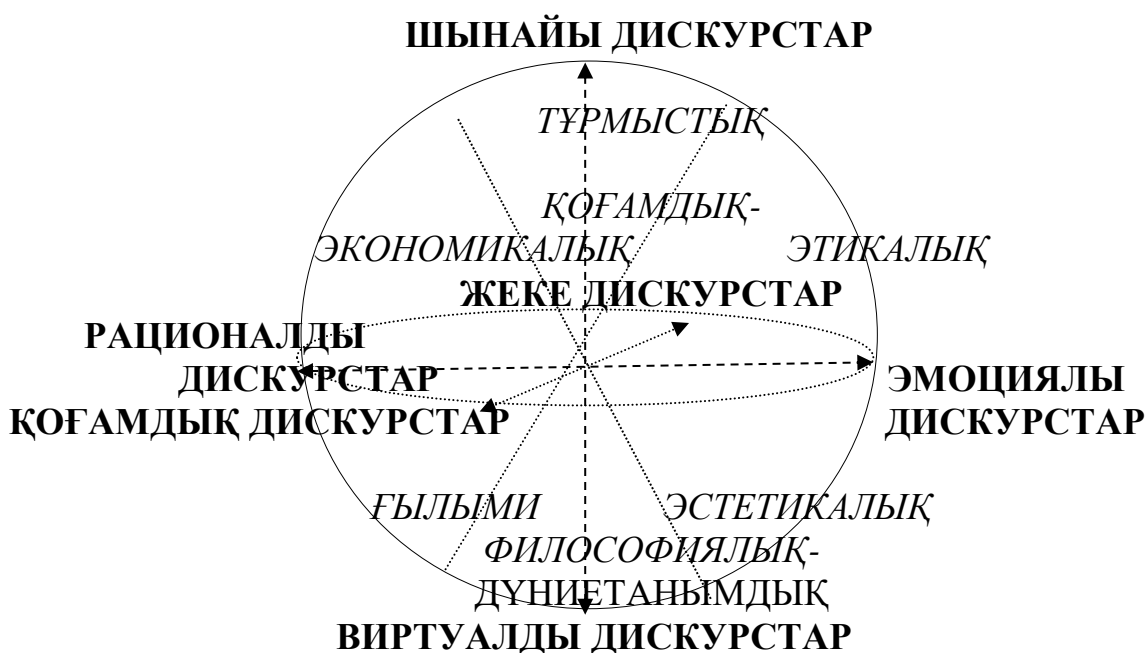 ШЫНАЙЫ ДИСКУРСТАР
ТҰРМЫСТЫҚ
ҚОҒАМДЫҚ-
ЭКОНОМИКАЛЫҚ ЭТИКАЛЫҚ
ЖЕКЕ ДИСКУРСТАР
РАЦИОНАЛДЫ
ДИСКУРСТАР ЭМОЦИЯЛЫ
ҚОҒАМДЫҚ ДИСКУРСТАР ДИСКУРСТАР
ҒЫЛЫМИ ЭСТЕТИКАЛЫҚ
ФИЛОСОФИЯЛЫҚ-
ДҮНИЕТАНЫМДЫҚ
ВИРТУАЛДЫ ДИСКУРСТАР